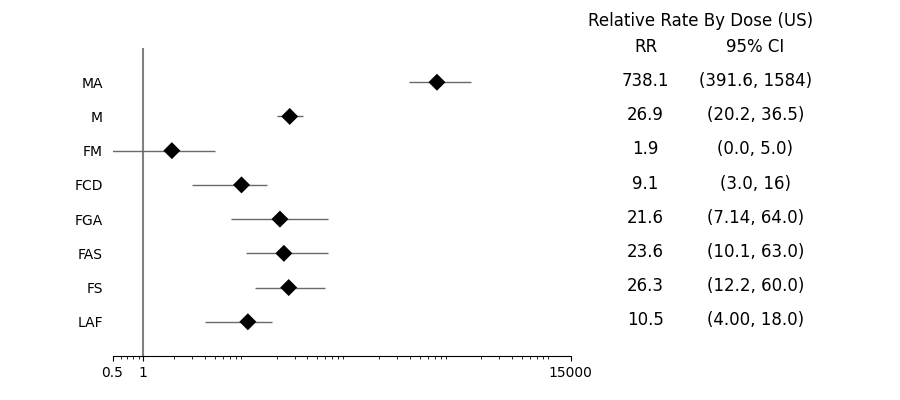 Relative Rate By Dose (US)
RR 95% CI
MA 738.1 (391.6, 1584)
M 26.9 (20.2, 36.5)
FM 1.9 (0.0, 5.0)
FCD 9.1 (3.0, 16)
FGA 21.6 (7.14, 64.0)
FAS 23.6 (10.1, 63.0)
FS 26.3 (12.2, 60.0)
LAF 10.5 (4.00, 18.0)
0.5 1 15000